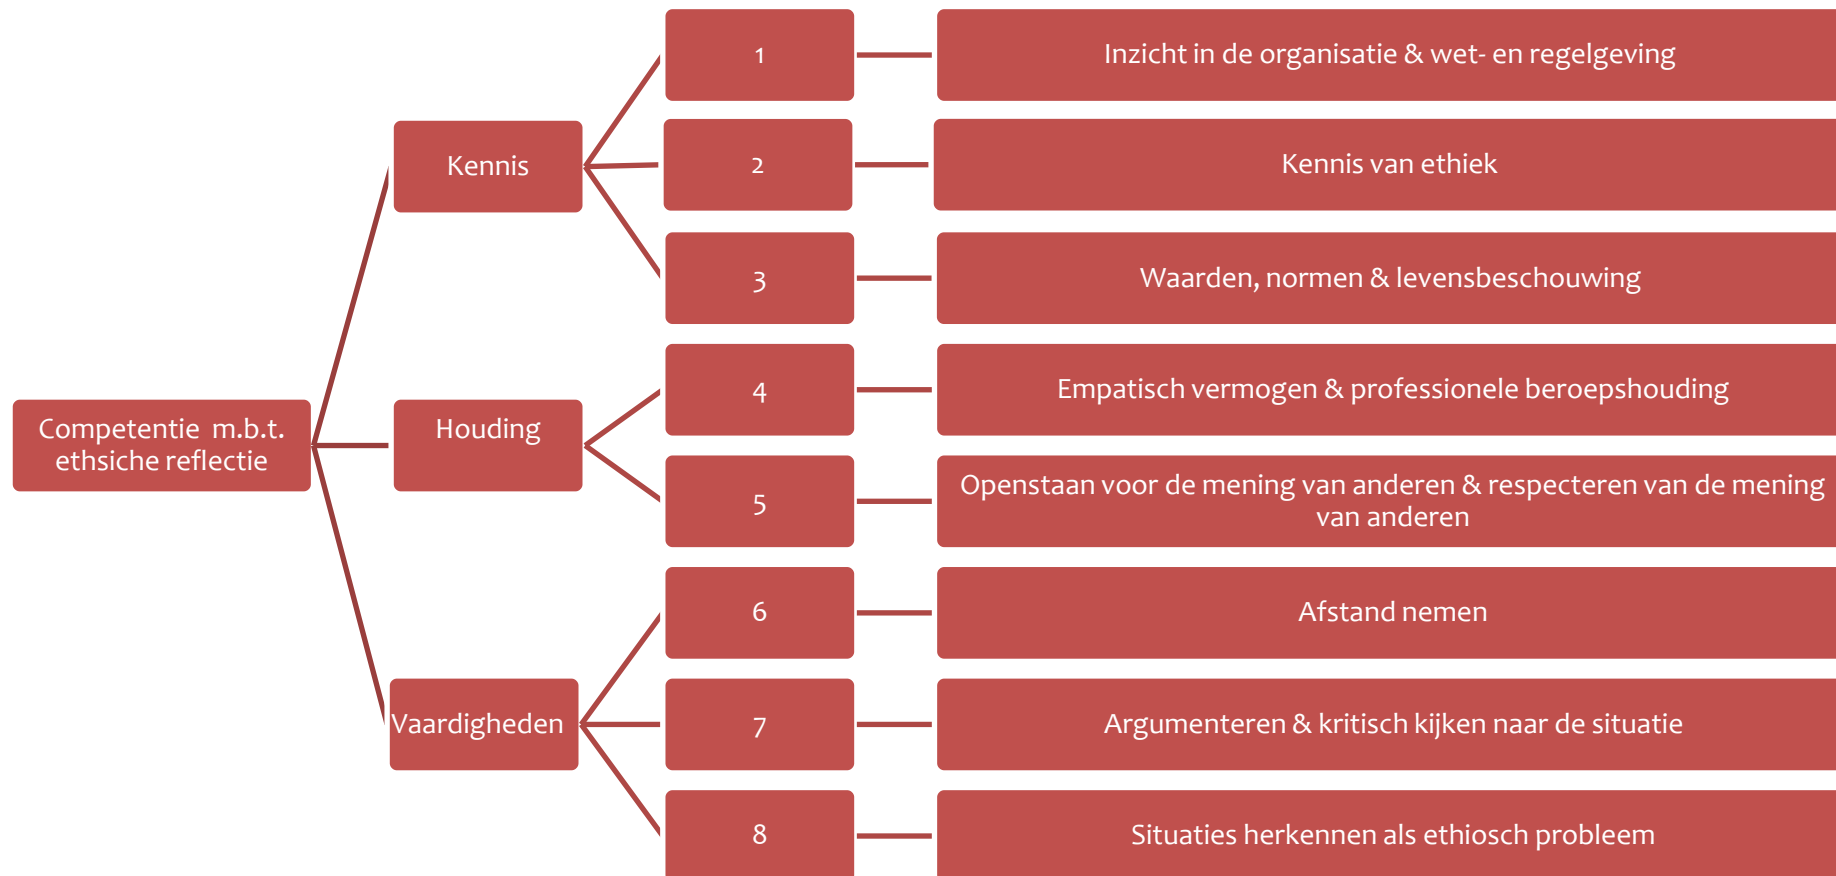 Competentie m.b.t.
ethsiche reflectie
Kennis
1
Inzicht in de organisatie & wet- en regelgeving
2
Kennis van ethiek
3
Waarden, normen & levensbeschouwing
Houding
4
Empatisch vermogen & professionele beroepshouding
5
Openstaan voor de mening van anderen & respecteren van de mening
van anderen
Vaardigheden
6
Afstand nemen
7
Argumenteren & kritisch kijken naar de situatie
8
Situaties herkennen als ethiosch probleem